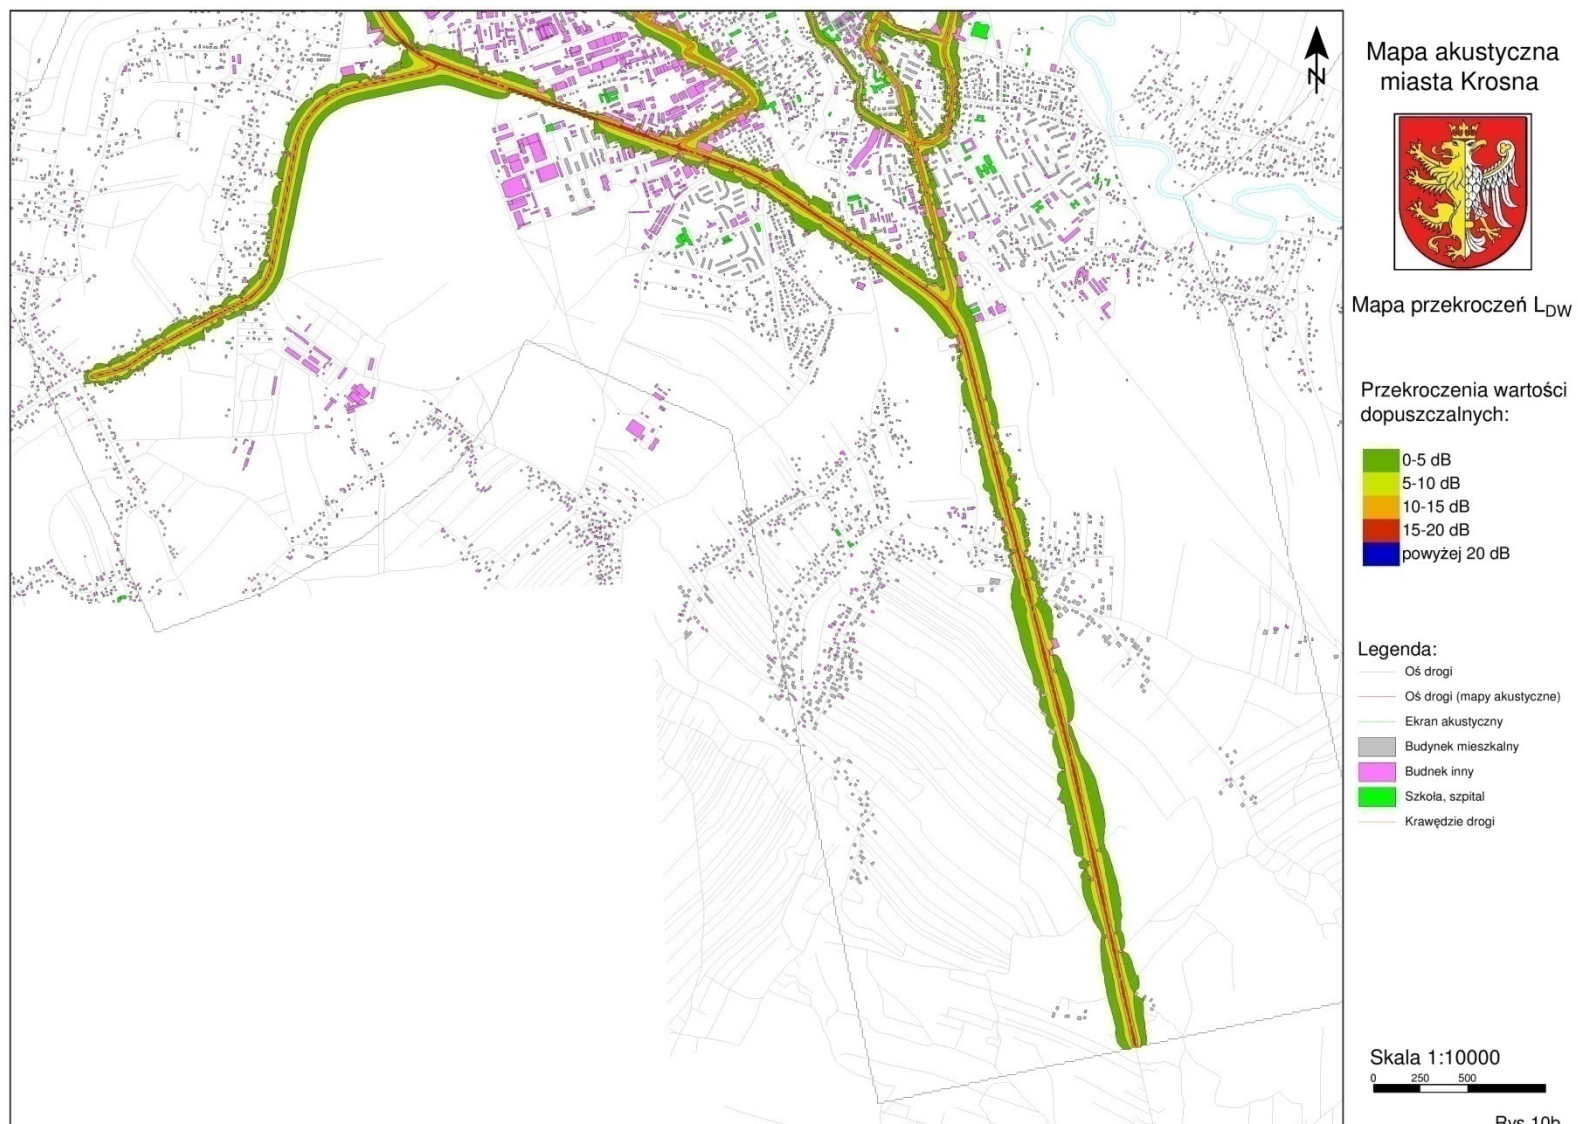 N
Mapa akustyczna
miasta Krosna
Mapa przekroczeń LDW
Przekroczenia wartości
dopuszczalnych:
0-5 dB
5-10 dB
10-15 dB
15-20 dB
powyżej 20 dB
Legenda:
Oś drogi
Oś drogi (mapy akustyczne)
Ekran akustyczny
Budynek mieszkalny
Budnek inny
Szkoła, szpital
Krawędzie drogi
Skala 1:10000
0 250 500
Rys 10b